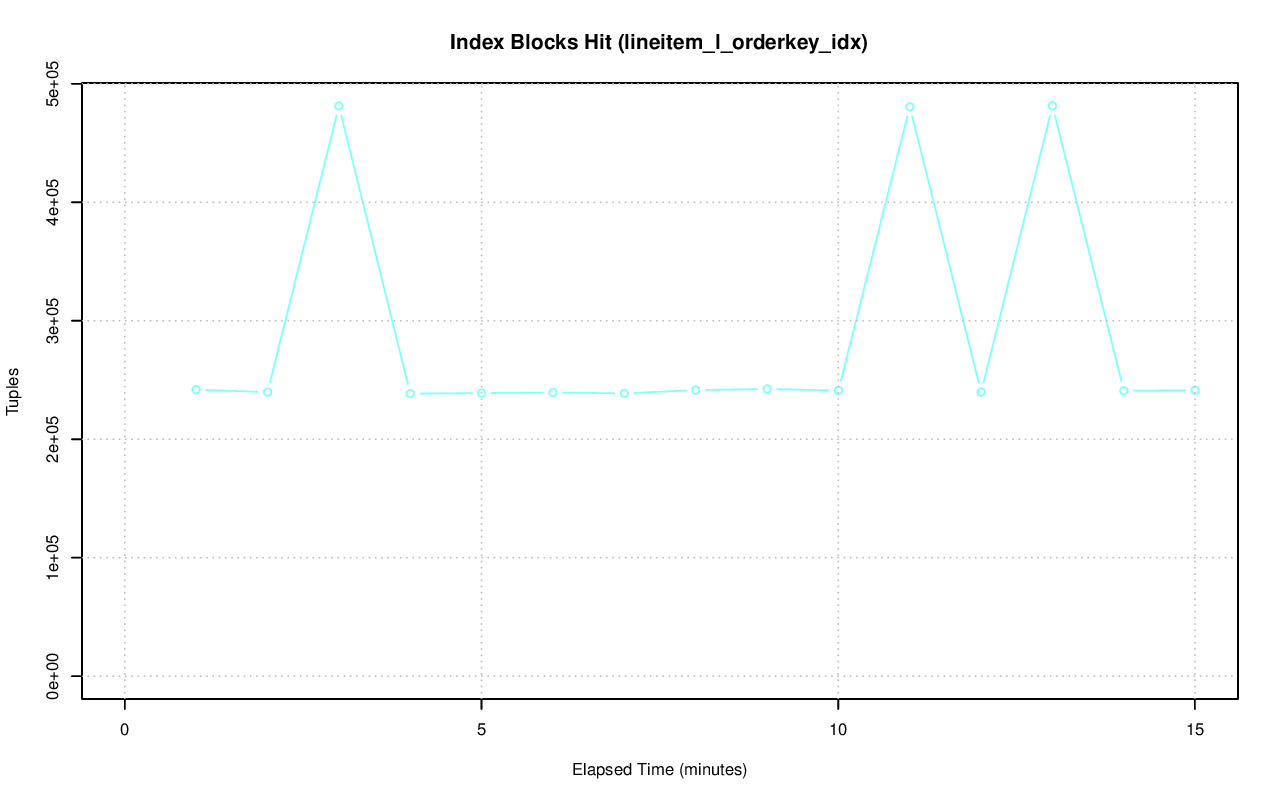 Index Blocks Hit (lineitem_l_orderkey_idx)
5e+05
4e+05
3e+05
2e+05
1e+05
0e+00
Tuples
0 5 10 15
Elapsed Time (minutes)